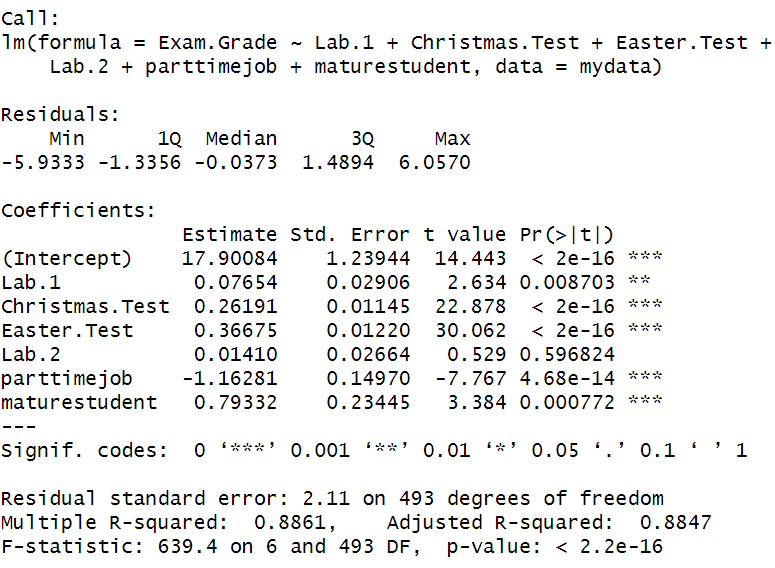 Call:
lm(formula = Exam.Grade ~ Lab.1 + Christmas.Test + Easter.Test +
    Lab.2 + parttimejob + maturestudent, data = mydata)

Residuals:
    Min      1Q  Median      3Q     Max
-5.9333 -1.3356 -0.0373  1.4894  6.0570

Coefficients:
               Estimate Std. Error t value Pr(>|t|)
(Intercept)    17.90084    1.23944  14.443  < 2e-16 ***
Lab.1           0.07654    0.02906   2.634 0.008703 **
Christmas.Test  0.26191    0.01145  22.878  < 2e-16 ***
Easter.Test     0.36675    0.01220  30.062  < 2e-16 ***
Lab.2           0.01410    0.02664   0.529 0.596824
parttimejob    -1.16281    0.14970  -7.767 4.68e-14 ***
maturestudent   0.79332    0.23445   3.384 0.000772 ***
---
Signif. codes:  0 ‘***’ 0.001 ‘**’ 0.01 ‘*’ 0.05 ‘.’ 0.1 ‘ ’ 1

Residual standard error: 2.11 on 493 degrees of freedom
Multiple R-squared:  0.8861,    Adjusted R-squared:  0.8847
F-statistic: 639.4 on 6 and 493 DF,  p-value: < 2.2e-16